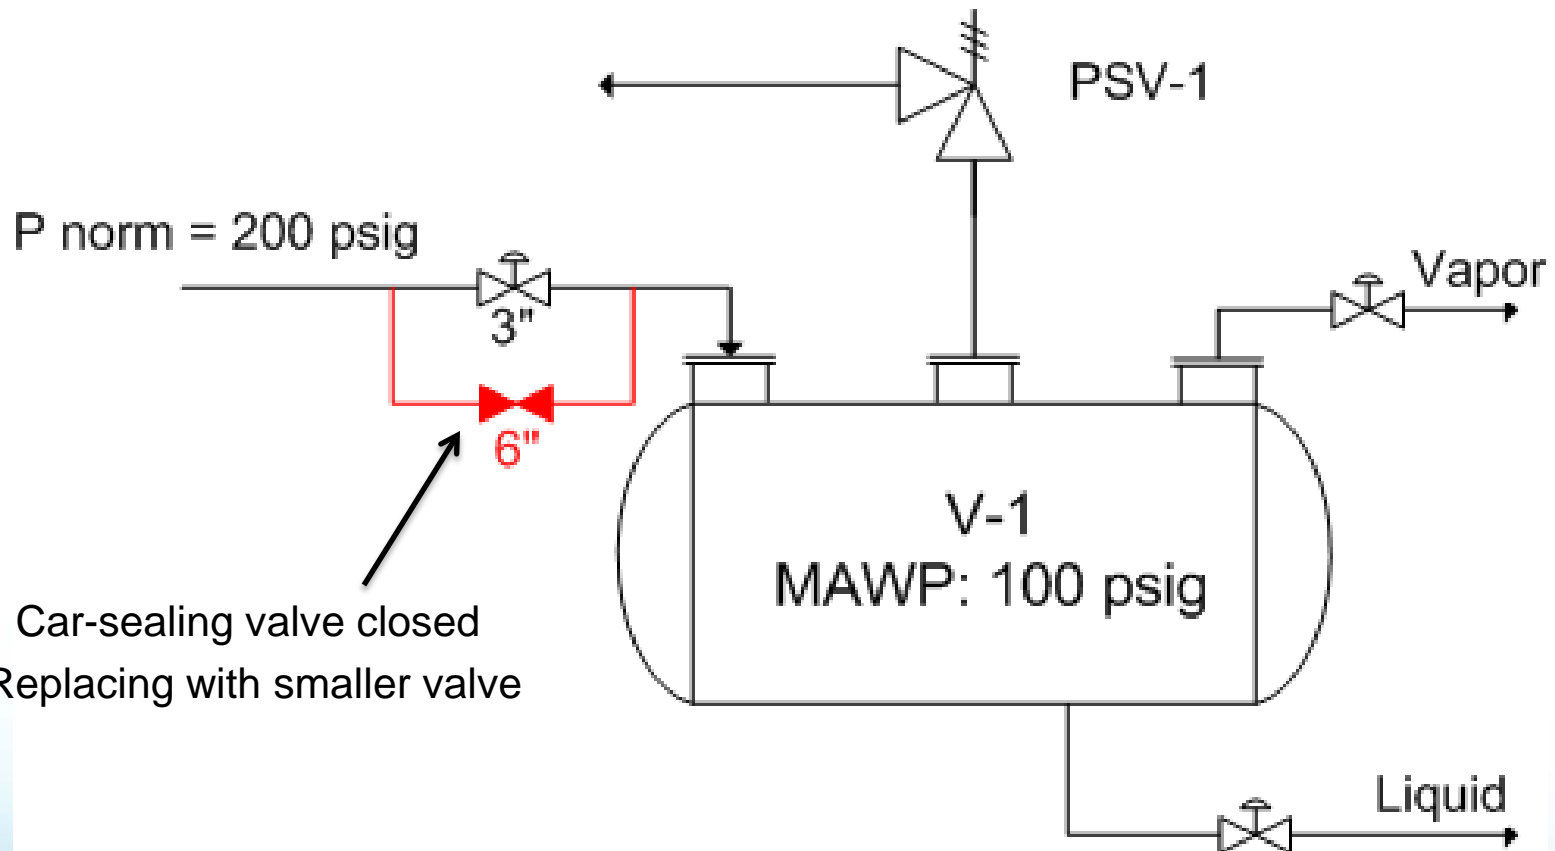 PSV-1
P norm = 200 psig
Vapor
3"
6"
V-1
MAWP: 100 psig
Car-sealing valve closed
Replacing with smaller valve
Liquid